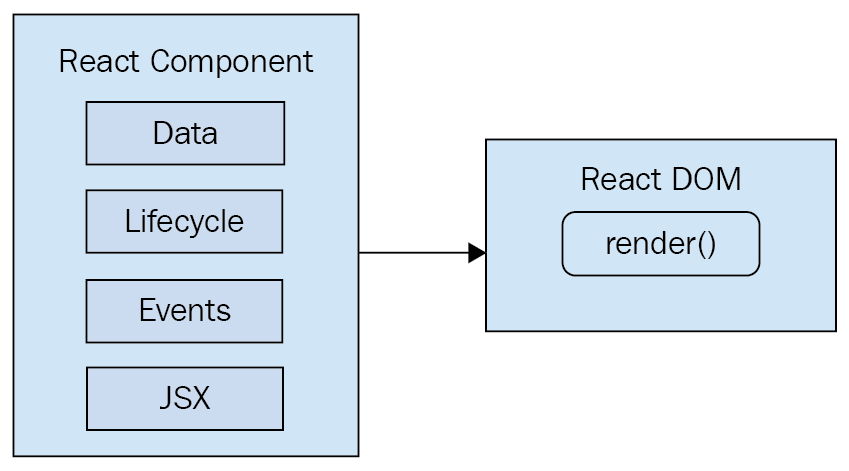 React Component
Data
Lifecycle
Events
JSX
React DOM
render()